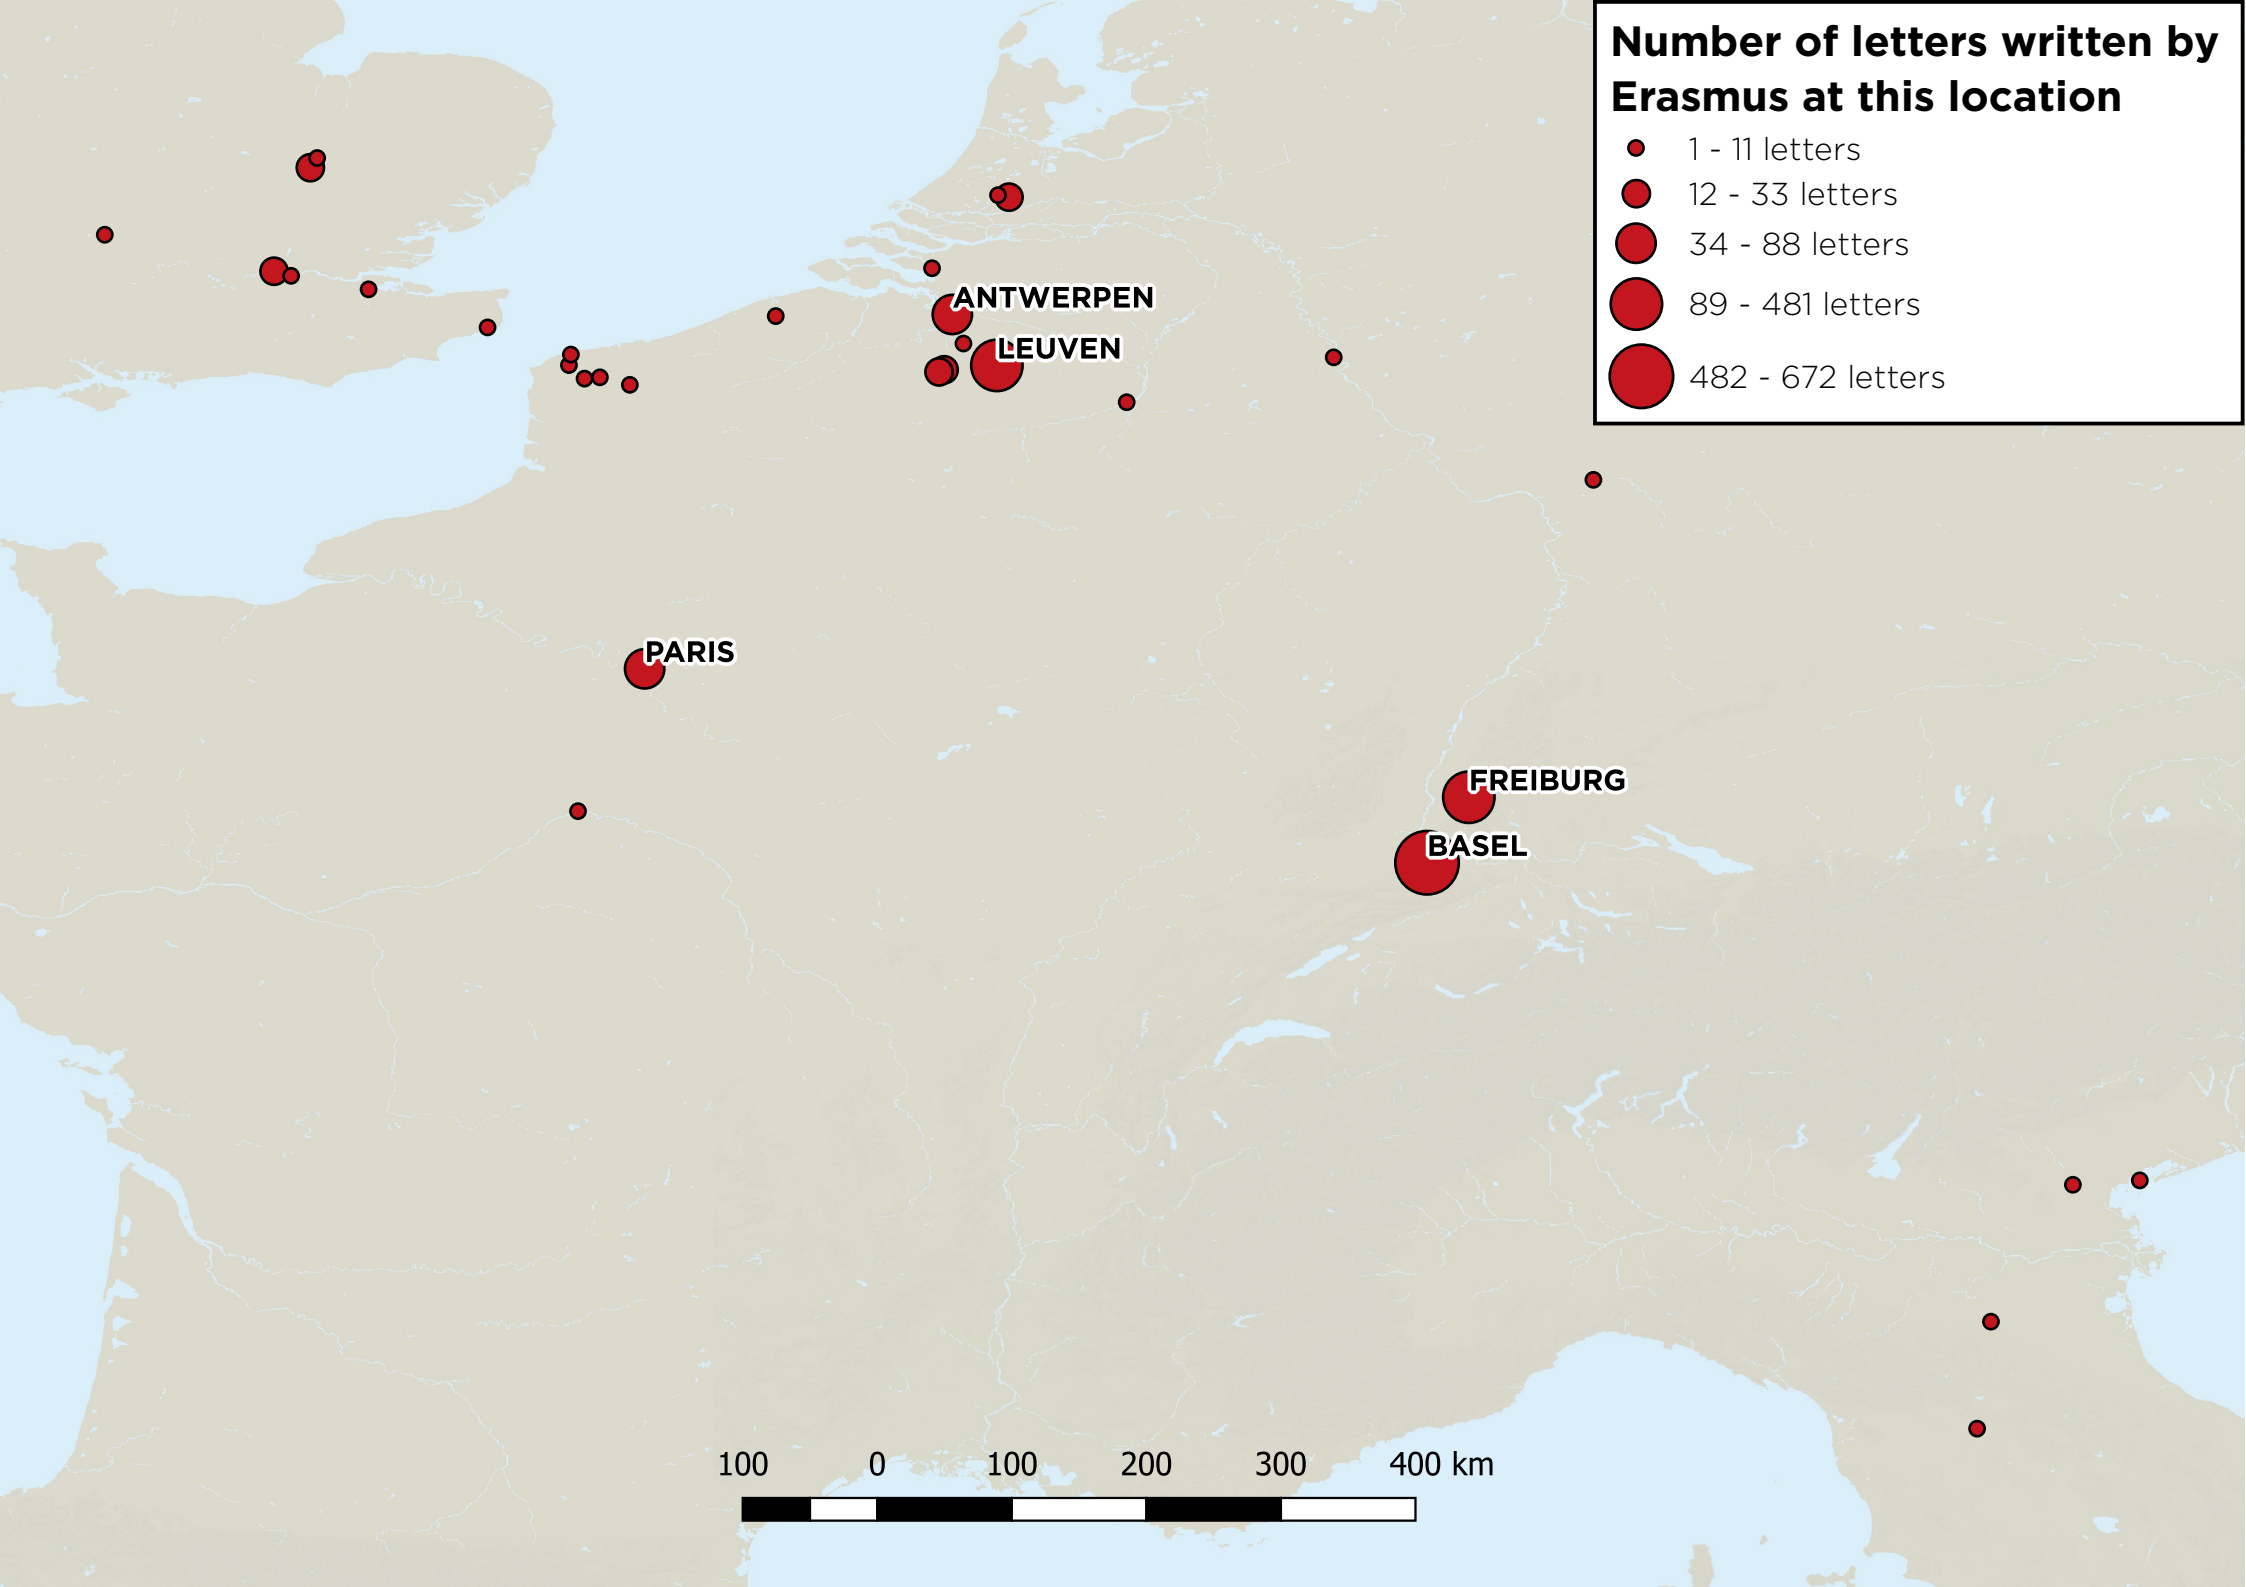 Number of letters written by
Erasmus at this location
1 - 11 letters
12 - 33 letters
34 - 88 letters
89 - 481 letters
482 - 672 letters
ANTWERPEN
LEUVEN
PARIS
FREIBURG
BASEL
100 0 100 200 300 400 km